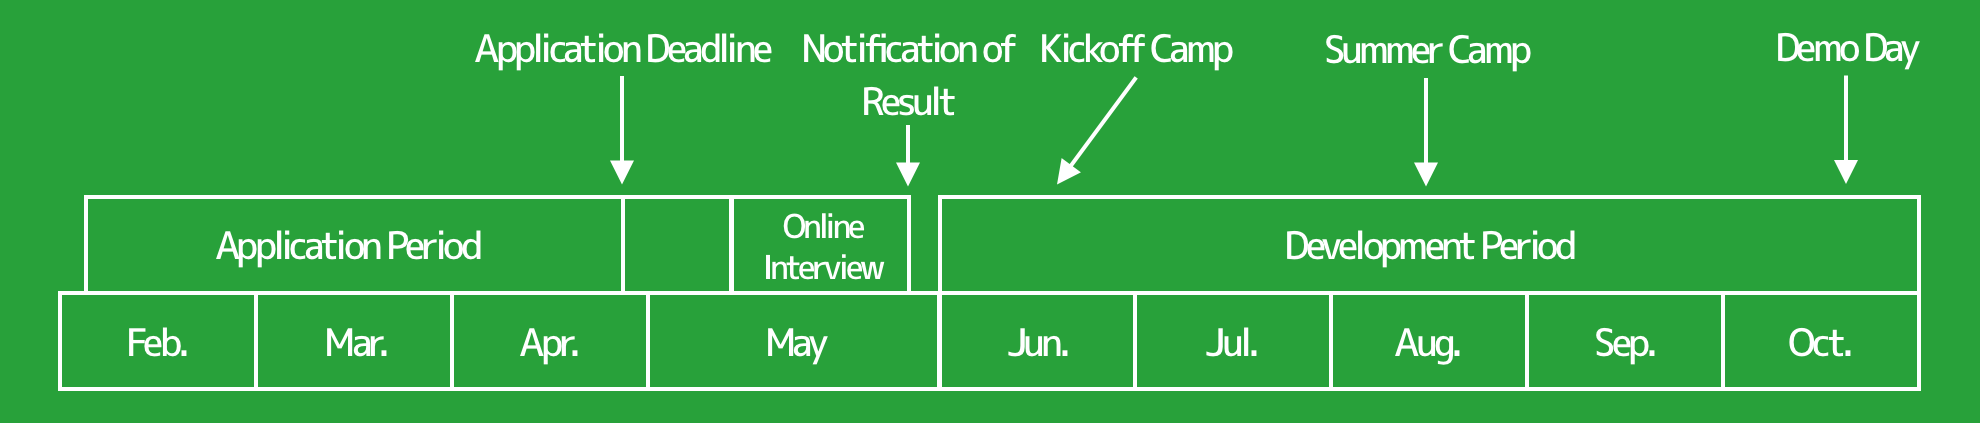 Application Deadline
Notification of
Result
Kickoff Camp
Summer Camp
Demo Day
Application Period
Online
Interview
Development Period
Feb.
Mar.
Apr.
May
Jun.
Jul.
Aug.
Sep.
Oct.